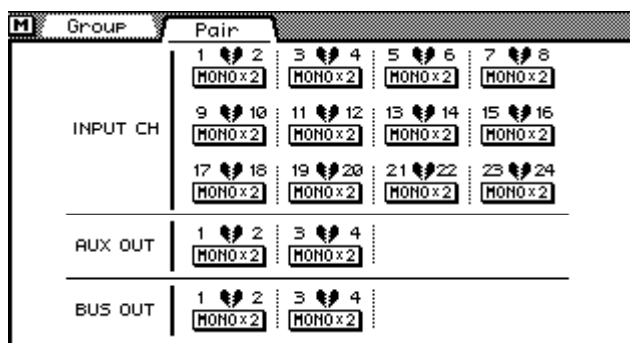 M Group Pair
1 2 3 4 5 6 7 8
MONO×2 MONO×2 MONO×2 MONO×2
INPUT CH 9 10 11 12 13 14 15 16
MONO×2 MONO×2 MONO×2 MONO×2
17 18 19 20 21 22 23 24
MONO×2 MONO×2 MONO×2 MONO×2
AUX OUT 1 2 3 4
MONO×2 MONO×2
BUS OUT 1 2 3 4
MONO×2 MONO×2